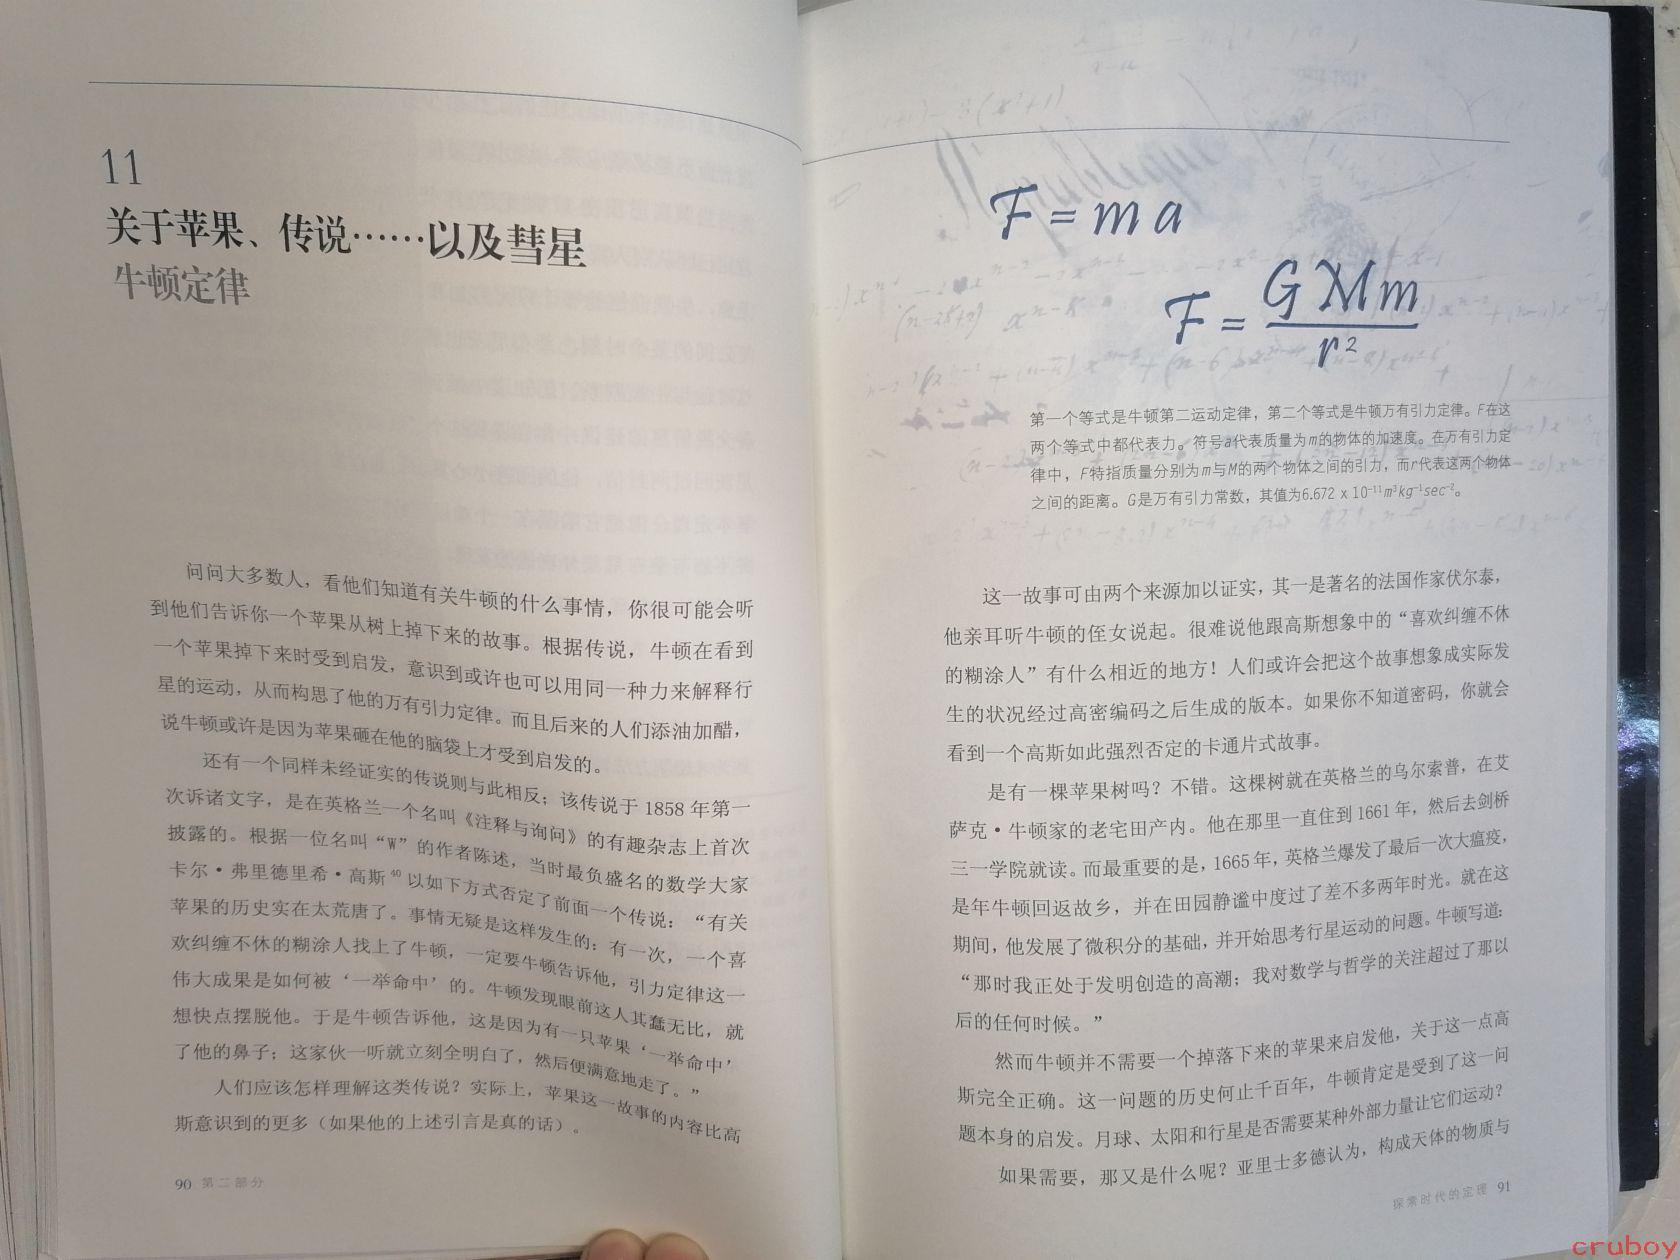 11
关于苹果、传说……以及彗星
牛顿定律
问问大多数人，看他们知道有关牛顿的什么事情，你很可能会听
到他们告诉你一个苹果从树上掉下来的故事。根据传说，牛顿在看到
一个苹果掉下来时受到启发，意识到或许也可以用同一种力来解释行
星的运动，从而构思了他的万有引力定律。而且后来的人们添油加醋，
说牛顿或许是因为苹果砸在他的脑袋上才受到启发的。
还有一个同样未经证实的传说则与此相反；该传说于 1858 年第一
次诉诸文字，是在英格兰一个名叫《注释与询问》的有趣杂志上首次
披露的。根据一位名叫“W”的作者陈述，当时最负盛名的数学大家
卡尔·弗里德里希·高斯40 以如下方式否定了前面一个传说：“有关
苹果的历史实在太荒唐了。事情无疑是这样发生的：有一次，一个喜
欢纠缠不休的糊涂人找上了牛顿，一定要牛顿告诉他，引力定律这一
伟大成果是如何被‘一举命中’的。牛顿发现眼前这人其蠢无比，就
想快点摆脱他。于是牛顿告诉他，这是因为有一只苹果‘一举命中’
了他的鼻子；这家伙一听就立刻全明白了，然后便满意地走了。”
人们应该怎样理解这类传说？实际上，苹果这一故事的内容比高
斯意识到的更多（如果他的上述引言是真的话）。
90 第二部分
F = ma
F = GMm
r²
第一个等式是牛顿第二运动定律，第二个等式是牛顿万有引力定律。F在这
两个等式中都代表力。符号a代表质量为m的物体的加速度。在万有引力定
律中，F特指质量分别为m与M的两个物体之间的引力，而r代表这两个物体
之间的距离。G是万有引力常数，其值为6.672 x 10⁻¹¹m³kg⁻¹sec⁻²。
这一故事可由两个来源加以证实，其一是著名的法国作家伏尔泰，
他亲耳听牛顿的侄女说起。很难说他跟高斯想象中的“喜欢纠缠不休
的糊涂人”有什么相近的地方！人们或许会把这个故事想象成实际发
生的状况经过高密编码之后生成的版本。如果你不知道密码，你就会
看到一个高斯如此强烈否定的卡通片式故事。
是有一棵苹果树吗？不错。这棵树就在英格兰的乌尔索普，在艾
萨克·牛顿家的老宅田产内。他在那里一直住到 1661 年，然后去剑桥
三一学院就读。而最重要的是，1665 年，英格兰爆发了最后一次大瘟疫，
是年牛顿回返故乡，并在田园静谧中度过了差不多两年时光。就在这
期间，他发展了微积分的基础，并开始思考行星运动的问题。牛顿写道：
“那时我正处于发明创造的高潮；我对数学与哲学的关注超过了那以
后的任何时候。”
然而牛顿并不需要一个掉落下来的苹果来启发他，关于这一点高
斯完全正确。这一问题的历史何止千百年，牛顿肯定是受到了这一问
题本身的启发。月球、太阳和行星是否需要某种外部力量让它们运动？
如果需要，那又是什么呢？亚里士多德认为，构成天体的物质与
探索时代的定理 91
cruboy